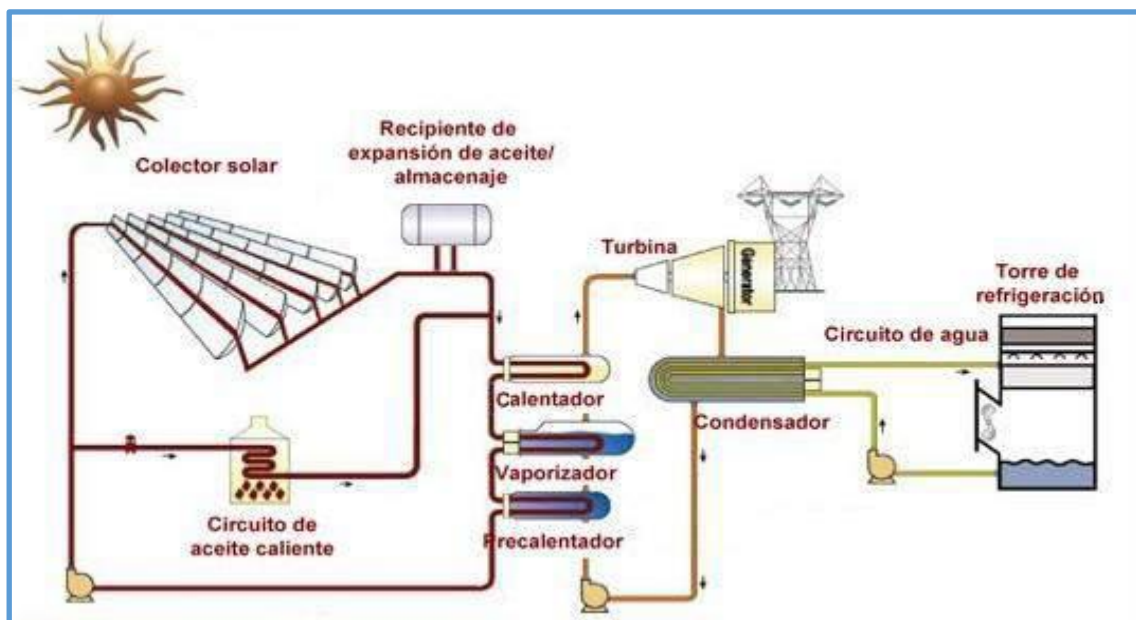 Colector solar
Recipiente de
expansión de aceite/
almacenaje
Turbina
Generator
Torre de
refrigeración
Circuito de agua
Calentador
Condensador
Vaporizador
Circuito de
aceite caliente
Precalentador